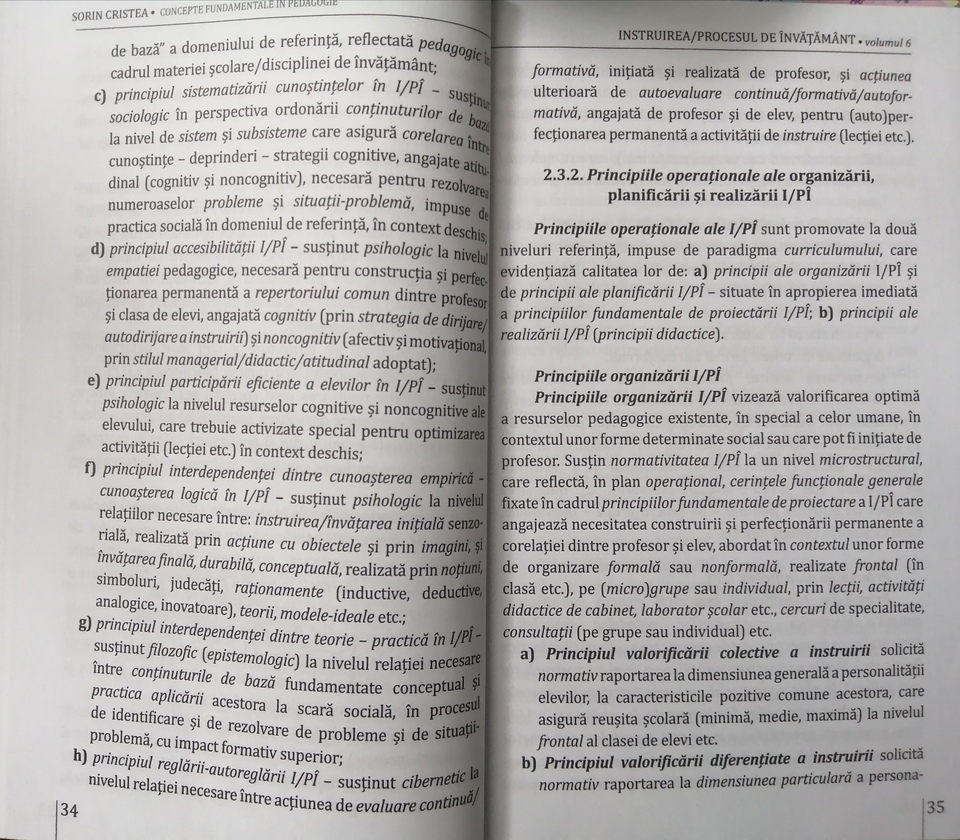 SORIN CRISTEA • CONCEPTE FUNDAMENTALE ÎN PEDAGOGIE
de bază” a domeniului de referință, reflectată pedagogic în
cadrul materiei școlare/disciplinei de învățământ;
c) principiul sistematizării cunoștințelor în I/PÎ – susținut
sociologic în perspectiva ordonării conținuturilor de bază
la nivel de sistem și subsisteme care asigură corelarea între
cunoștințe – deprinderi – strategii cognitive, angajate atitu-
dinal (cognitiv și noncognitiv), necesară pentru rezolvarea
numeroaselor probleme și situații-problemă, impuse de
practica socială în domeniul de referință, în context deschis;
d) principiul accesibilității I/PÎ – susținut psihologic la nivelul
empatiei pedagogice, necesară pentru construcția și perfec-
ționarea permanentă a repertoriului comun dintre profesor
și clasa de elevi, angajată cognitiv (prin strategia de dirijare/
autodirijare a instruirii) și noncognitiv (afectiv și motivațional,
prin stilul managerial/didactic/atitudinal adoptat);
e) principiul participării eficiente a elevilor în I/PÎ – susținut
psihologic la nivelul resurselor cognitive și noncognitive ale
elevului, care trebuie activizate special pentru optimizarea
activității (lecției etc.) în context deschis;
f) principiul interdependenței dintre cunoașterea empirică –
cunoașterea logică în I/PÎ – susținut psihologic la nivelul
relațiilor necesare între: instruirea/învățarea inițială senzo-
rială, realizată prin acțiune cu obiectele și prin imagini, și
învățarea finală, durabilă, conceptuală, realizată prin noțiuni,
simboluri, judecăți, raționamente (inductive, deductive,
analogice, inovatoare), teorii, modele-ideale etc.;
g) principiul interdependenței dintre teorie – practică în I/PÎ –
susținut filozofic (epistemologic) la nivelul relației necesare
între conținuturile de bază fundamentate conceptual și
practica aplicării acestora la scară socială, în procesul
de identificare și de rezolvare de probleme și de situații-
problemă, cu impact formativ superior;
h) principiul reglării-autoreglării I/PÎ – susținut cibernetic la
nivelul relației necesare între acțiunea de evaluare continuă/
34
INSTRUIREA/PROCESUL DE ÎNVĂȚĂMÂNT • volumul 6
formativă, inițiată și realizată de profesor, și acțiunea
ulterioară de autoevaluare continuă/formativă/autofor-
mativă, angajată de profesor și de elev, pentru (auto)per-
fecționarea permanentă a activității de instruire (lecției etc.).
2.3.2. Principiile operaționale ale organizării,
planificării și realizării I/PÎ
Principiile operaționale ale I/PÎ sunt promovate la două
niveluri referință, impuse de paradigma curriculumului, care
evidențiază calitatea lor de: a) principii ale organizării I/PÎ și
de principii ale planificării I/PÎ – situate în apropierea imediată
a principiilor fundamentale de proiectării I/PÎ; b) principii ale
realizării I/PÎ (principii didactice).
Principiile organizării I/PÎ
Principiile organizării I/PÎ vizează valorificarea optimă
a resurselor pedagogice existente, în special a celor umane, în
contextul unor forme determinate social sau care pot fi inițiate de
profesor. Susțin normativitatea I/PÎ la un nivel microstructural,
care reflectă, în plan operațional, cerințele funcționale generale
fixate în cadrul principiilor fundamentale de proiectare a I/PÎ care
angajează necesitatea construirii și perfecționării permanente a
corelației dintre profesor și elev, abordat în contextul unor forme
de organizare formală sau nonformală, realizate frontal (în
clasă etc.), pe (micro)grupe sau individual, prin lecții, activități
didactice de cabinet, laborator școlar etc., cercuri de specialitate,
consultații (pe grupe sau individual) etc.
a) Principiul valorificării colective a instruirii solicită
normativ raportarea la dimensiunea generală a personalității
elevilor, la caracteristicile pozitive comune acestora, care
asigură reușita școlară (minimă, medie, maximă) la nivelul
frontal al clasei de elevi etc.
b) Principiul valorificării diferențiate a instruirii solicită
normativ raportarea la dimensiunea particulară a persona-
35